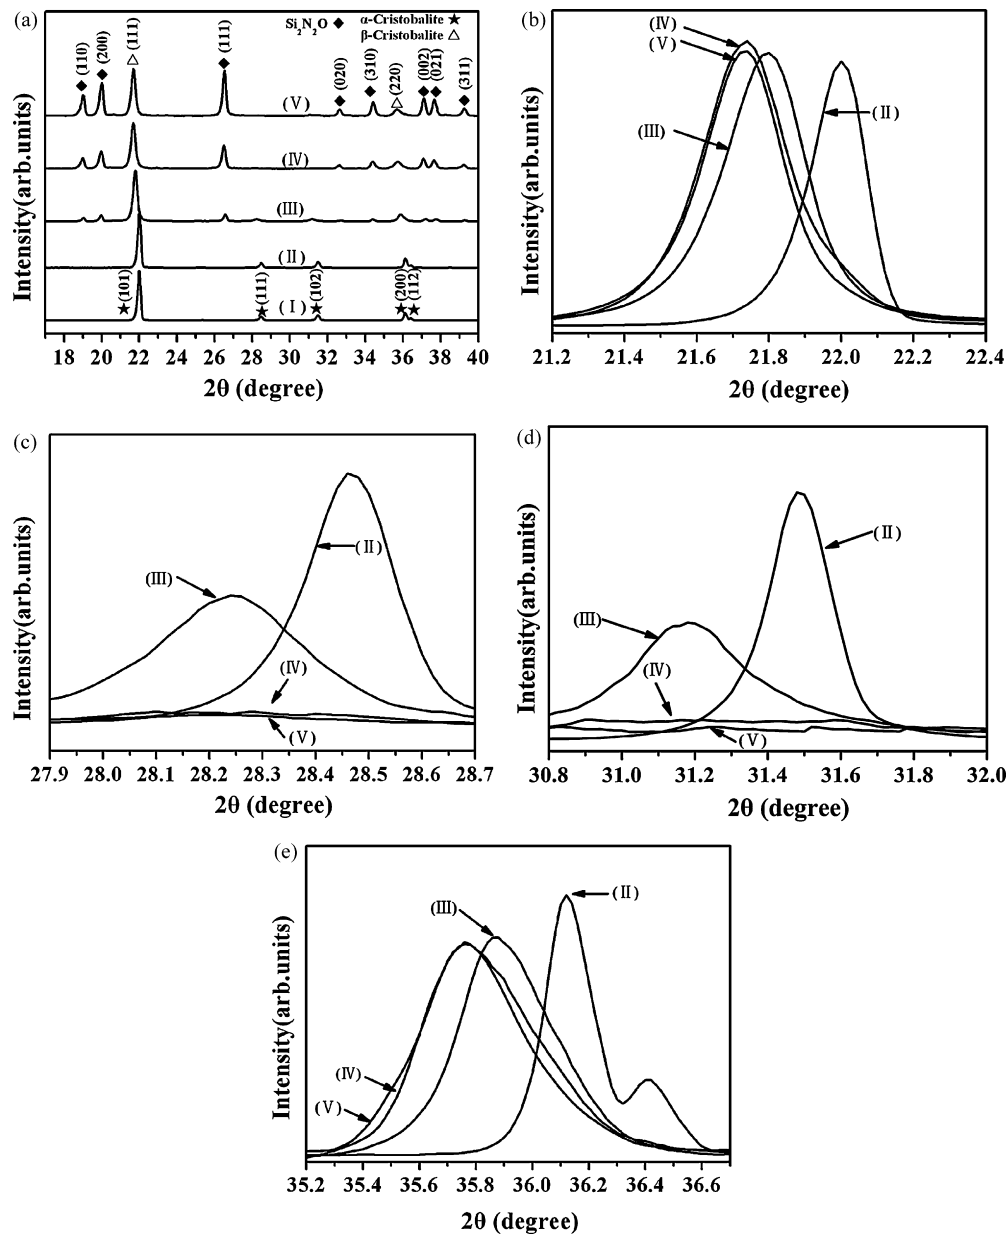 (a)
Si2N2O ◆ α-Cristobalite ★
β-Cristobalite △
◆(110)
◆(200)
△(111)
◆(111)
◆(020)
◆(310)
△(220)
◆(002)
◆(021)
◆(311)
(Ⅴ)
(Ⅳ)
(Ⅲ)
(Ⅱ)
(Ⅰ)
★(101)
★(111)
★(102)
★(200)
★(112)
Intensity(arb.units)
18 20 22 24 26 28 30 32 34 36 38 40
2θ (degree)
(b)
(Ⅳ)
(Ⅴ)
(Ⅲ)
(Ⅱ)
Intensity(arb.units)
21.2 21.4 21.6 21.8 22.0 22.2 22.4
2θ (degree)
(c)
(Ⅱ)
(Ⅲ)
(Ⅳ)
(Ⅴ)
Intensity(arb.units)
27.9 28.0 28.1 28.2 28.3 28.4 28.5 28.6 28.7
2θ (degree)
(d)
(Ⅱ)
(Ⅲ)
(Ⅳ)
(Ⅴ)
Intensity(arb.units)
30.8 31.0 31.2 31.4 31.6 31.8 32.0
2θ (degree)
(e)
(Ⅱ)
(Ⅲ)
(Ⅳ)
(Ⅴ)
Intensity(arb.units)
35.2 35.4 35.6 35.8 36.0 36.2 36.4 36.6
2θ (degree)